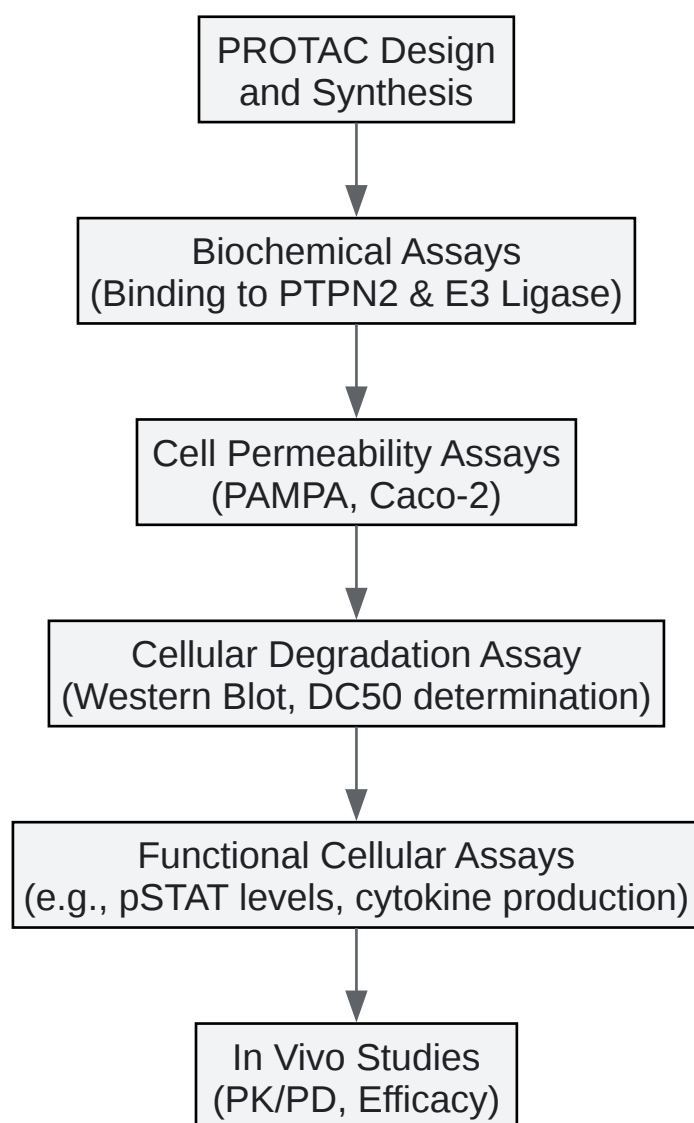 PROTAC Design
and Synthesis
Biochemical Assays
(Binding to PTPN2 & E3 Ligase)
Cell Permeability Assays
(PAMPA, Caco-2)
Cellular Degradation Assay
(Western Blot, DC50 determination)
Functional Cellular Assays
(e.g., pSTAT levels, cytokine production)
In Vivo Studies
(PK/PD, Efficacy)